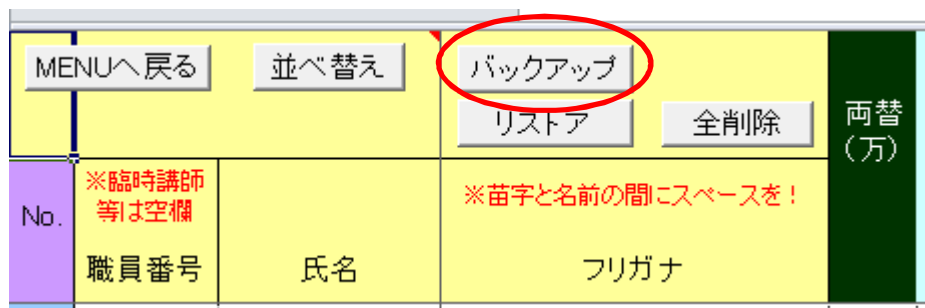 MENUへ戻る
並べ替え
バックアップ
リストア
全削除
両替
（万）
No.
※臨時講師
等は空欄
職員番号
氏名
※苗字と名前の間にスペースを！
フリガナ